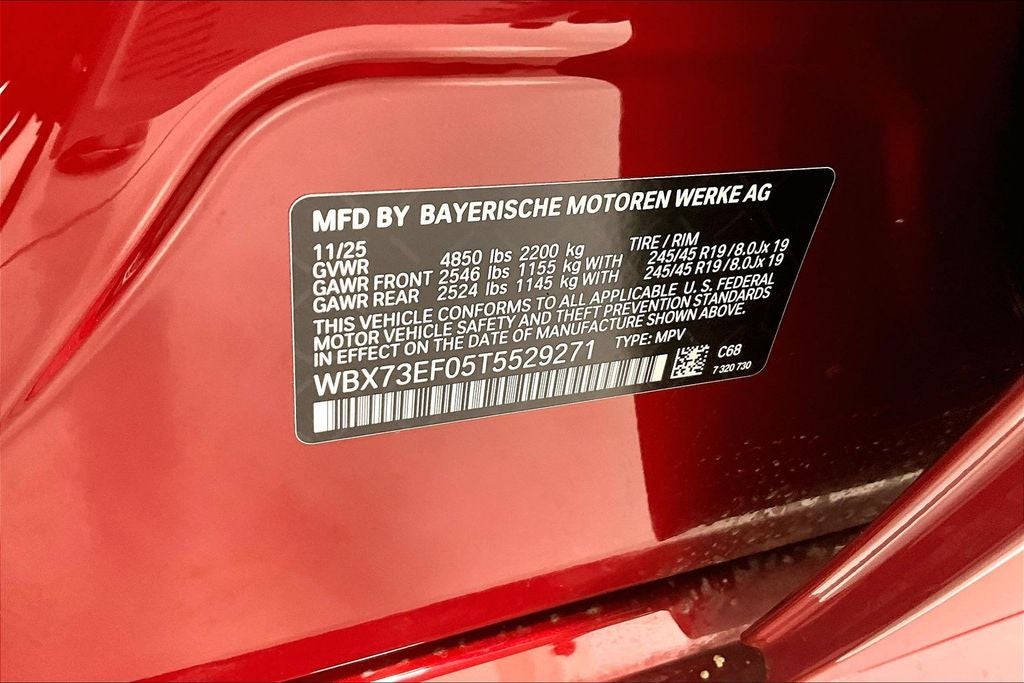 MFD BY BAYERISCHE MOTOREN WERKE AG
11/25 TIRE / RIM
GVWR 4850 lbs 2200 kg
GAWR FRONT 2546 lbs 1155 kg WITH 245/45 R19 / 8.0Jx 19
GAWR REAR 2524 lbs 1145 kg WITH 245/45 R19 / 8.0Jx 19
THIS VEHICLE CONFORMS TO ALL APPLICABLE U. S. FEDERAL
MOTOR VEHICLE SAFETY AND THEFT PREVENTION STANDARDS
IN EFFECT ON THE DATE OF MANUFACTURE SHOWN ABOVE.
WBX73EF05T5529271 TYPE: MPV
C68
7 320 730